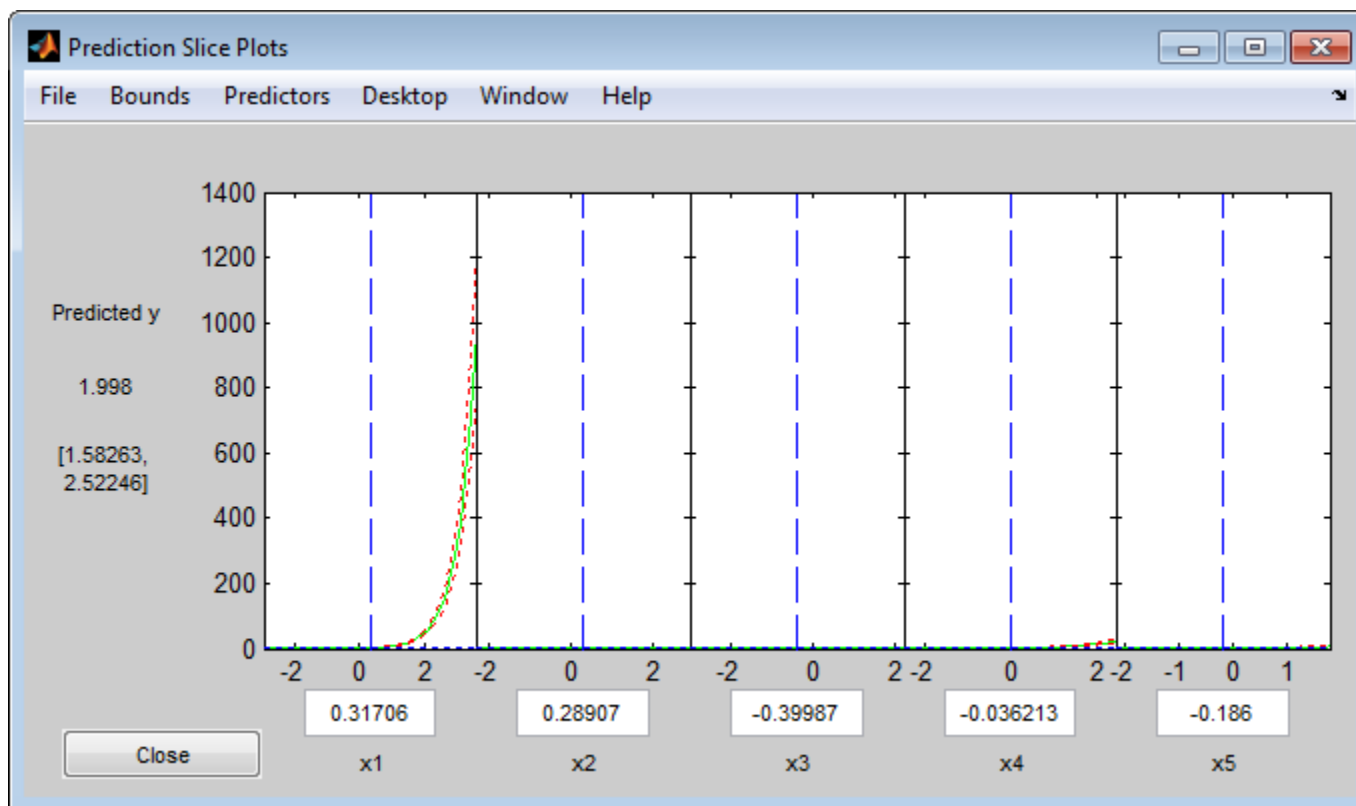 Prediction Slice Plots
File Bounds Predictors Desktop Window Help
1400
1200
1000
800
600
400
200
0
Predicted y
1.998
[1.58263,
2.52246]
-2 0 2 -2 0 2 -2 0 2 -2 0 2 -2 -1 0 1
0.31706 0.28907 -0.39987 -0.036213 -0.186
Close
x1 x2 x3 x4 x5